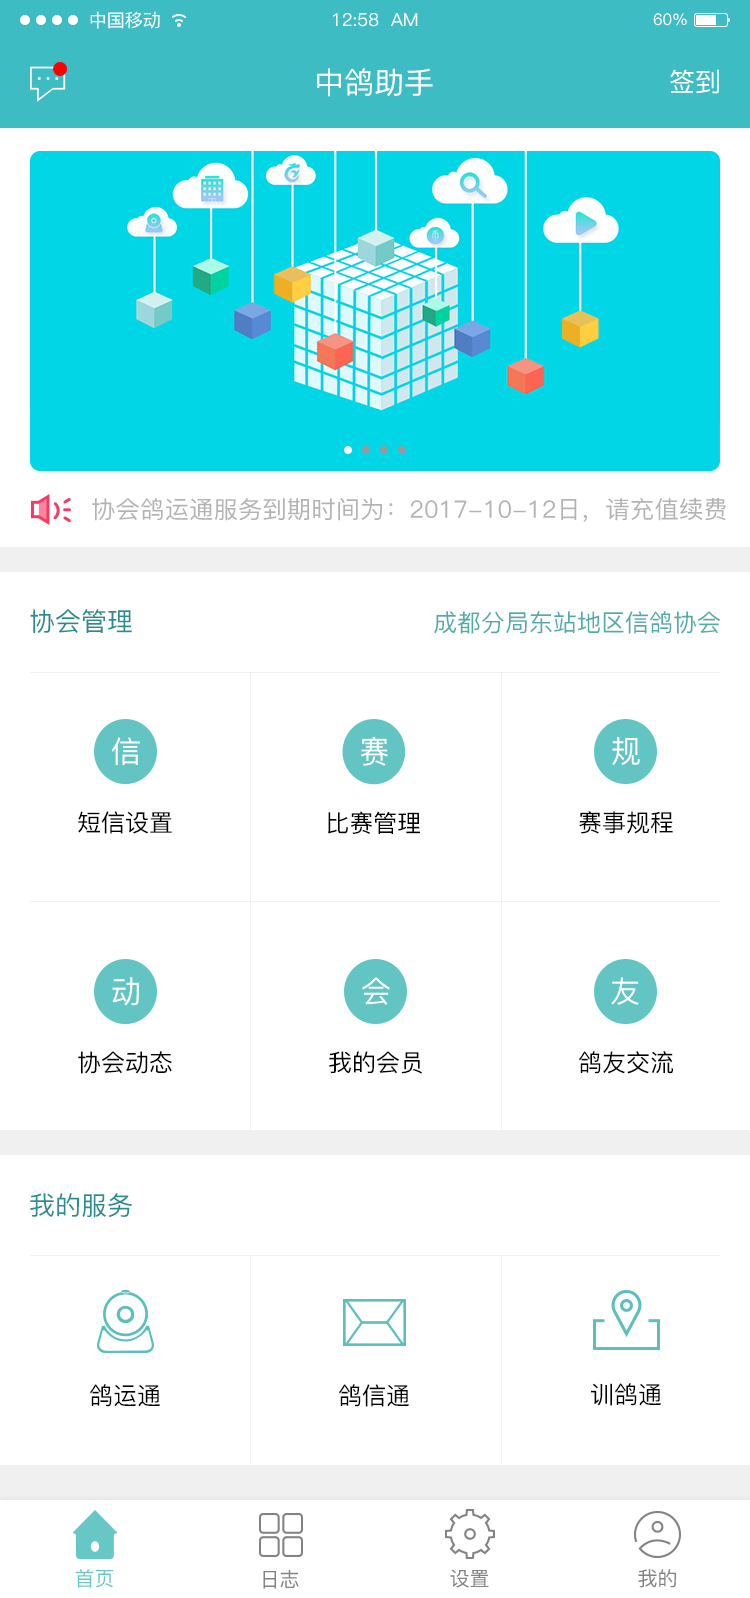 中国移动 12:58 AM 60%
中鸽助手 签到
协会鸽运通服务到期时间为：2017-10-12日，请充值续费
协会管理 成都分局东站地区信鸽协会
信 赛 规
短信设置 比赛管理 赛事规程
动 会 友
协会动态 我的会员 鸽友交流
我的服务
鸽运通 鸽信通 训鸽通
首页 日志 设置 我的